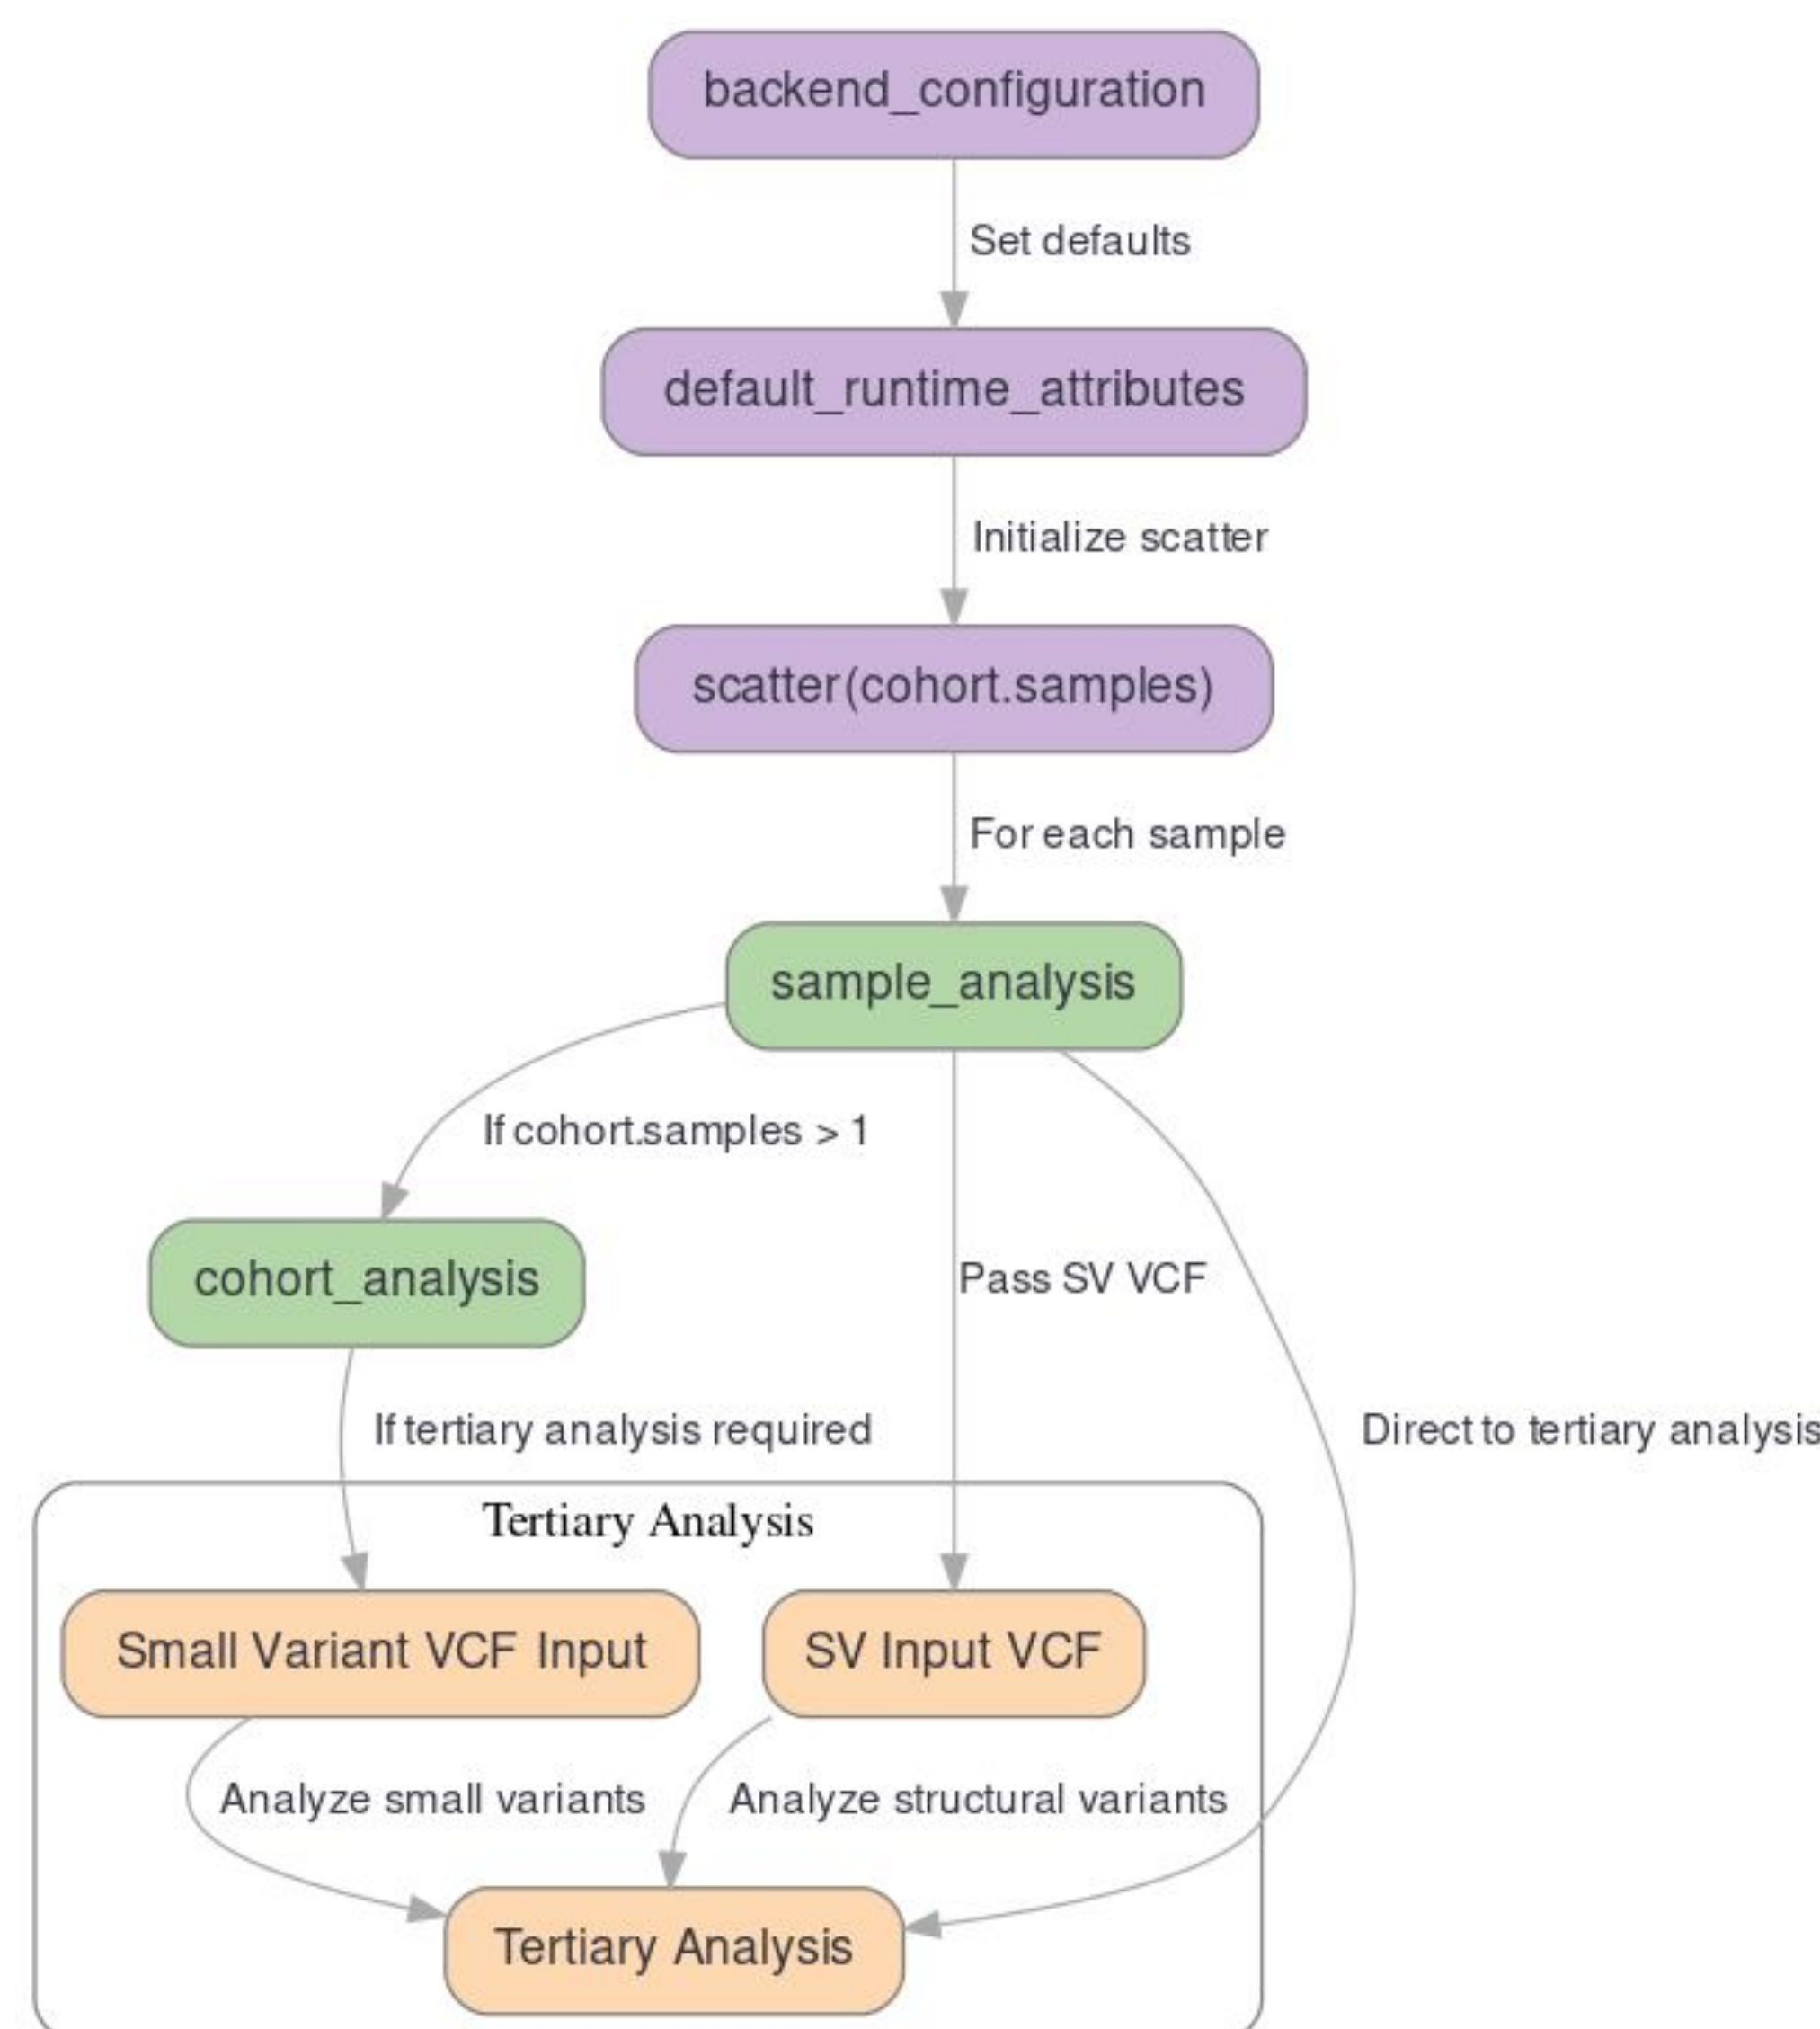 backend_configuration
Set defaults
default_runtime_attributes
Initialize scatter
scatter(cohort.samples)
For each sample
sample_analysis
If cohort.samples > 1
cohort_analysis
Pass SV VCF
If tertiary analysis required
Direct to tertiary analysis
Tertiary Analysis
Small Variant VCF Input
SV Input VCF
Analyze small variants
Analyze structural variants
Tertiary Analysis